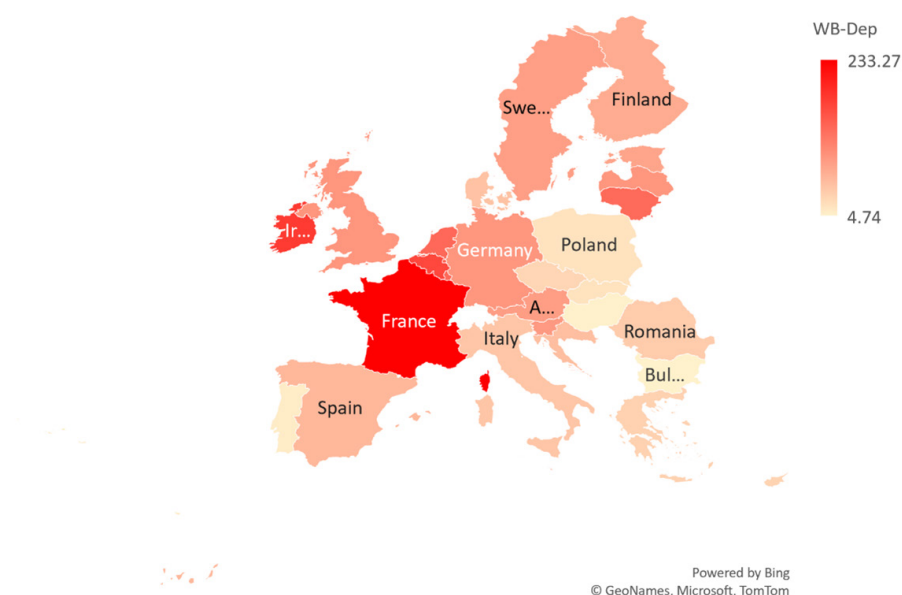 WB-Dep
233.27
4.74
Swe...
Finland
Ir...
Germany
Poland
A...
France
Italy
Romania
Bul...
Spain
Powered by Bing
© GeoNames, Microsoft, TomTom